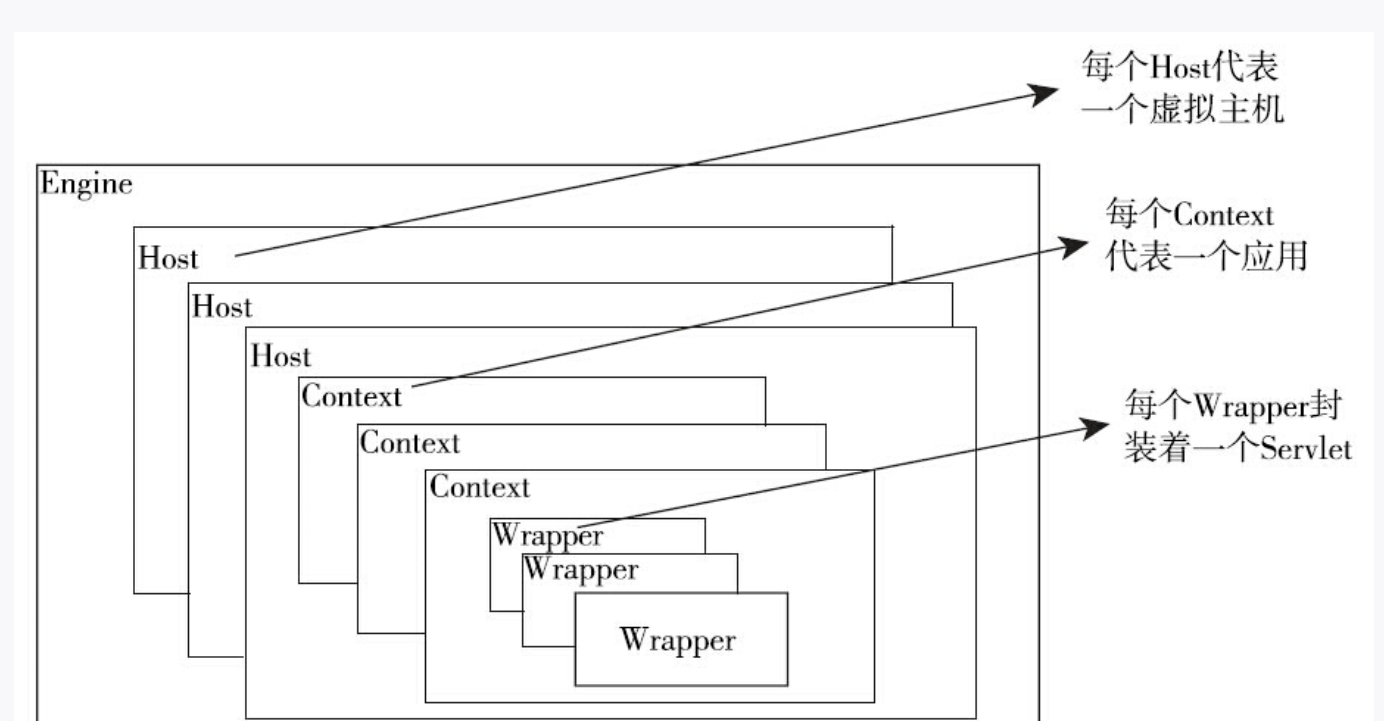 每个Host代表
一个虚拟主机
Engine
每个Context
代表一个应用
Host
Host
Host
Context
每个Wrapper封
装着一个Servlet
Context
Context
Wrapper
Wrapper
Wrapper